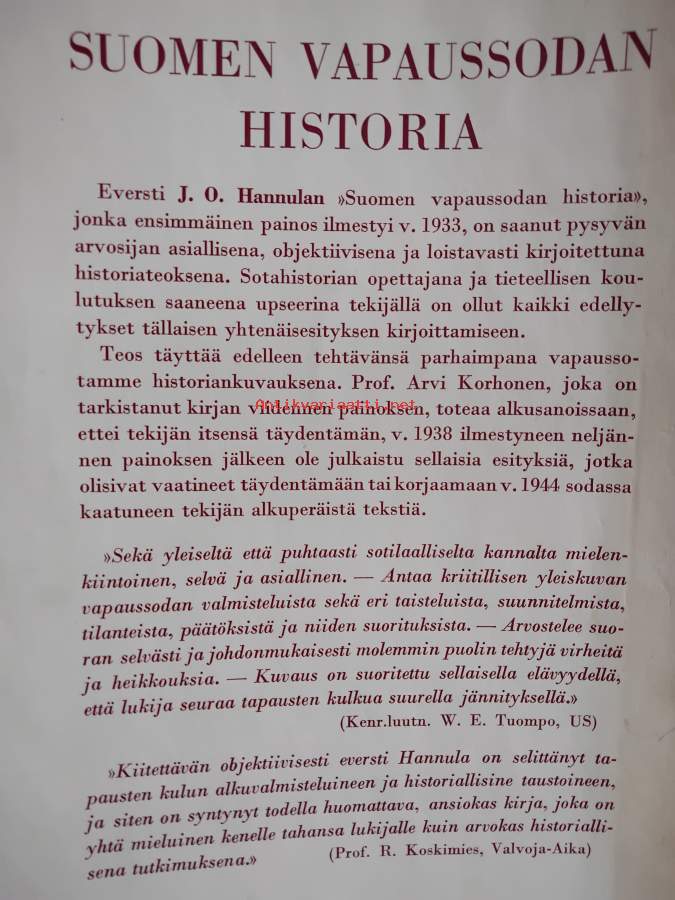 SUOMEN VAPAUSSODAN
HISTORIA
Eversti J. O. Hannulan »Suomen vapaussodan historia»,
jonka ensimmäinen painos ilmestyi v. 1933, on saanut pysyvän
arvosijan asiallisena, objektiivisena ja loistavasti kirjoitettuna
historiateoksena. Sotahistorian opettajana ja tieteellisen kou-
lutuksen saaneena upseerina tekijällä on ollut kaikki edelly-
tykset tällaisen yhtenäisesityksen kirjoittamiseen.
Teos täyttää edelleen tehtävänsä parhaimpana vapausso-
tamme historiankuvauksena. Prof. Arvi Korhonen, joka on
tarkistanut kirjan viidennen painoksen, toteaa alkusanoissaan,
Antikvariaatti.net
ettei tekijän itsensä täydentämän, v. 1938 ilmestyneen neljän-
nen painoksen jälkeen ole julkaistu sellaisia esityksiä, jotka
olisivat vaatineet täydentämään tai korjaamaan v. 1944 sodassa
kaatuneen tekijän alkuperäistä tekstiä.
»Sekä yleiseltä että puhtaasti sotilaalliselta kannalta mielen-
kiintoinen, selvä ja asiallinen. — Antaa kriitillisen yleiskuvan
vapaussodan valmisteluista sekä eri taisteluista, suunnitelmista,
tilanteista, päätöksistä ja niiden suorituksista. — Arvostelee suo-
ran selvästi ja johdonmukaisesti molemmin puolin tehtyjä virheitä
ja heikkouksia. — Kuvaus on suoritettu sellaisella elävyydellä,
että lukija seuraa tapausten kulkua suurella jännityksellä.»
(Kenr.luutn. W. E. Tuompo, US)
»Kiitettävän objektiivisesti eversti Hannula on selittänyt ta-
pausten kulun alkuvalmisteluineen ja historiallisine taustoineen,
ja siten on syntynyt todella huomattava, ansiokas kirja, joka on
yhtä mieluinen kenelle tahansa lukijalle kuin arvokas historialli-
sena tutkimuksena.»
(Prof. R. Koskimies, Valvoja-Aika)